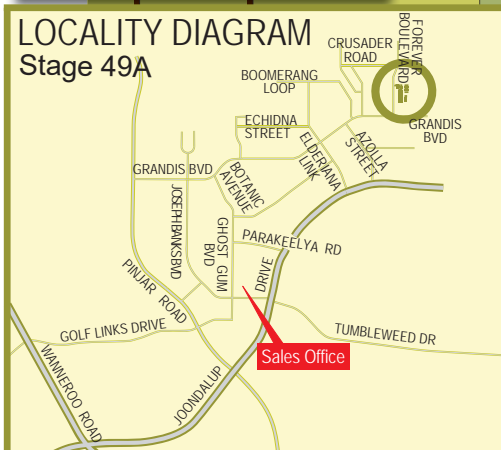 LOCALITY DIAGRAM
Stage 49A
CRUSADER
ROAD
FOREVER
BOULEVARD
BOOMERANG
LOOP
ECHIDNA
STREET
GRANDIS
BVD
AZOLLA
STREET
ELDERIANA
LINK
GRANDIS BVD
BOTANIC
AVENUE
JOSEPH BANKS BVD
GHOST GUM
BVD
PARAKEELYA RD
PINJAR ROAD
DRIVE
GOLF LINKS DRIVE
TUMBLEWEED DR
Sales Office
WANNEROO ROAD
JOONDALUP